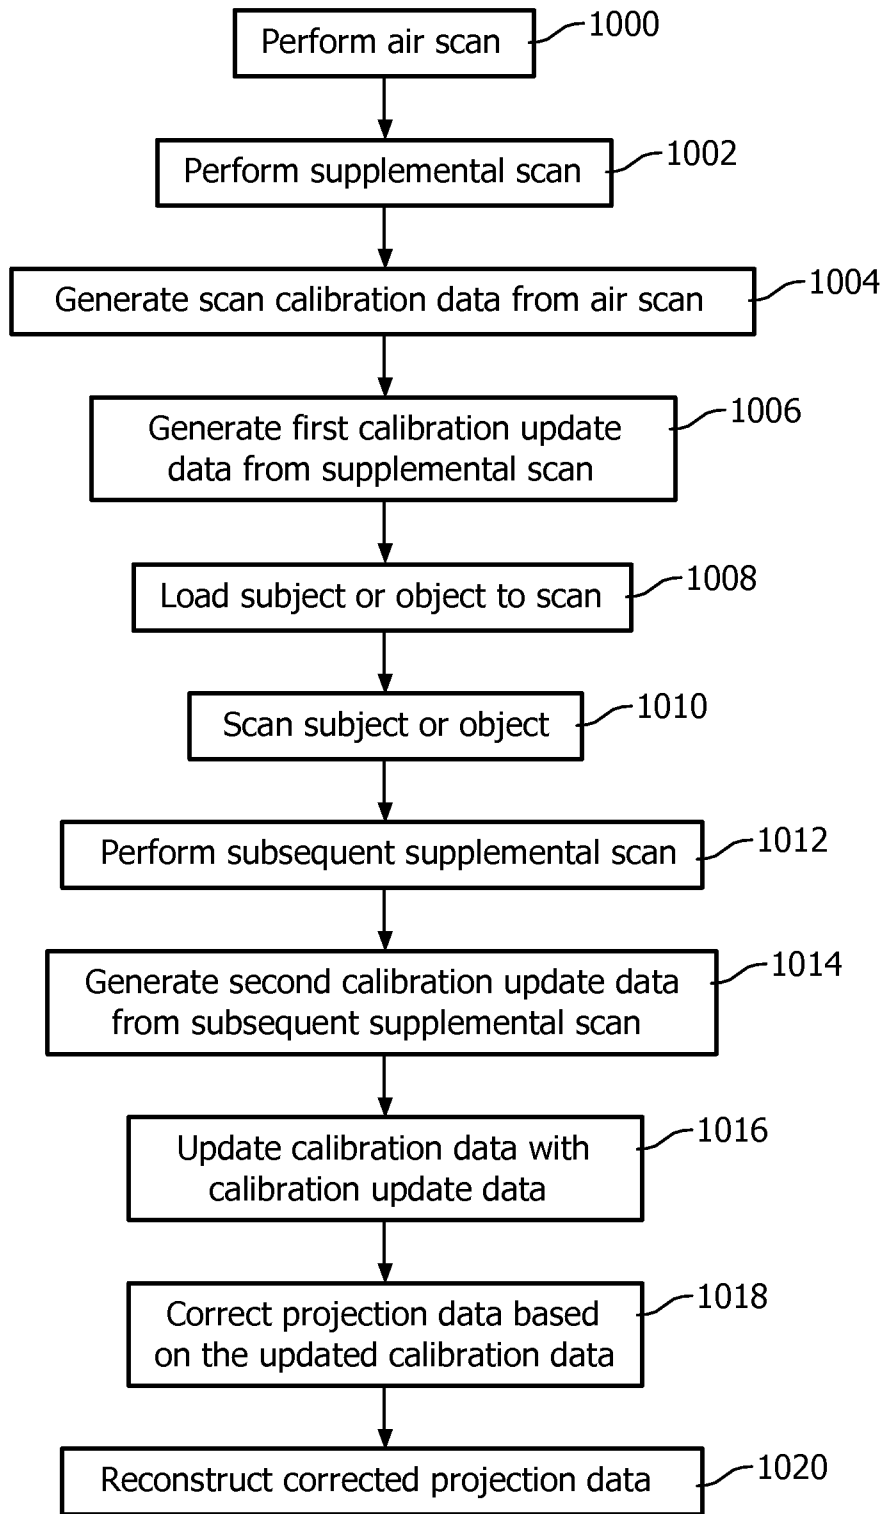 Perform air scan
1000
Perform supplemental scan
1002
Generate scan calibration data from air scan
1004
Generate first calibration update
data from supplemental scan
1006
Load subject or object to scan
1008
Scan subject or object
1010
Perform subsequent supplemental scan
1012
Generate second calibration update data
from subsequent supplemental scan
1014
Update calibration data with
calibration update data
1016
Correct projection data based
on the updated calibration data
1018
Reconstruct corrected projection data
1020